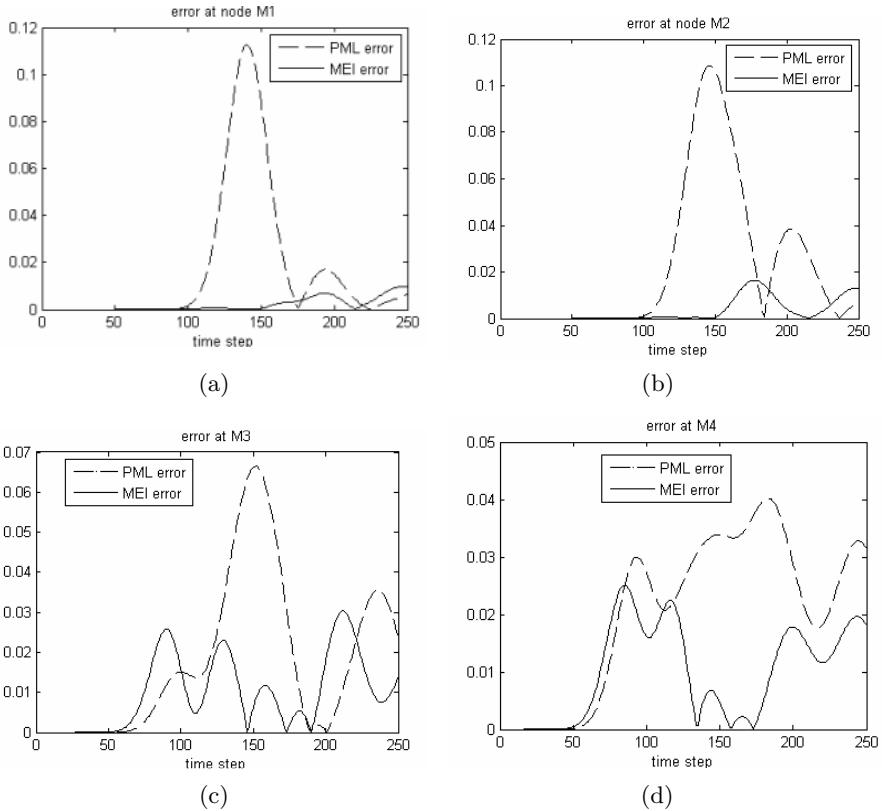 error at node M1
PML error
MEI error
0.12
0.1
0.08
0.06
0.04
0.02
0
0 50 100 150 200 250
time step
(a)
error at node M2
PML error
MEI error
0.12
0.1
0.08
0.06
0.04
0.02
0
0 50 100 150 200 250
time step
(b)
error at M3
PML error
MEI error
0.07
0.06
0.05
0.04
0.03
0.02
0.01
0
0 50 100 150 200 250
time step
(c)
error at M4
PML error
MEI error
0.05
0.04
0.03
0.02
0.01
0
0 50 100 150 200 250
time step
(d)